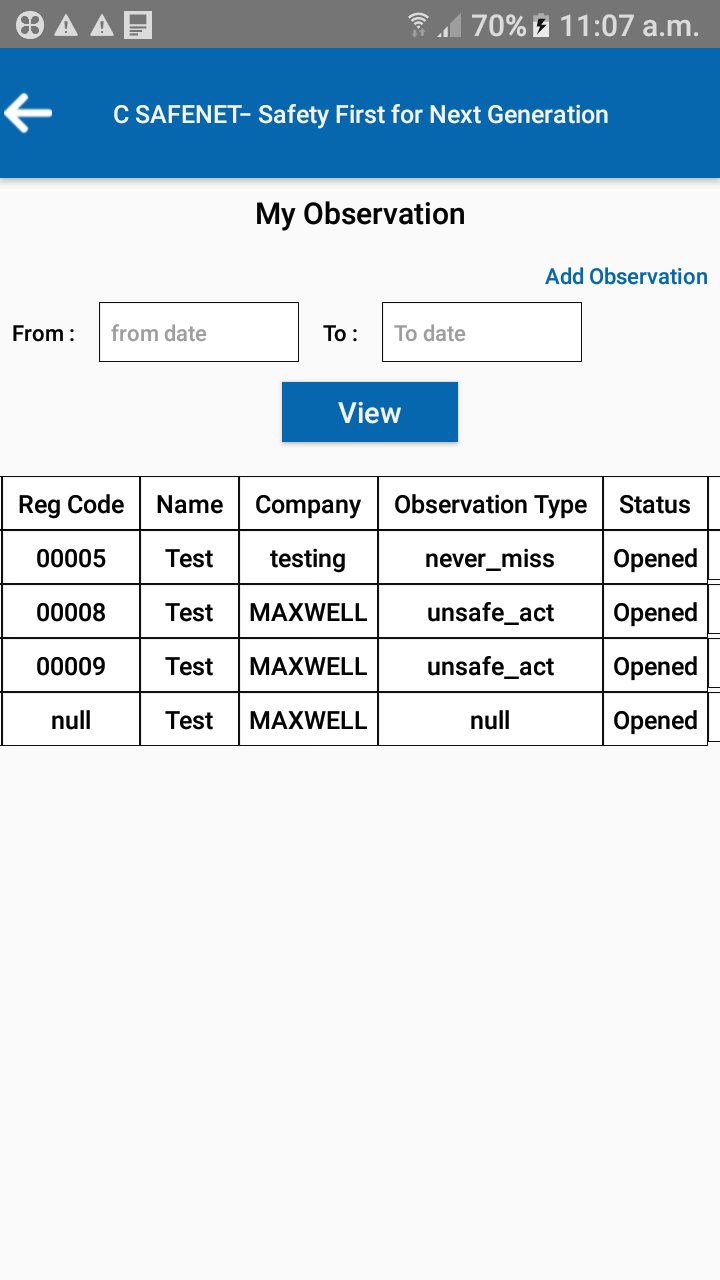 70% 11:07 a.m.
C SAFENET– Safety First for Next Generation
My Observation
Add Observation
From : from date To : To date
View
Reg Code Name Company Observation Type Status
00005 Test testing never_miss Opened
00008 Test MAXWELL unsafe_act Opened
00009 Test MAXWELL unsafe_act Opened
null Test MAXWELL null Opened